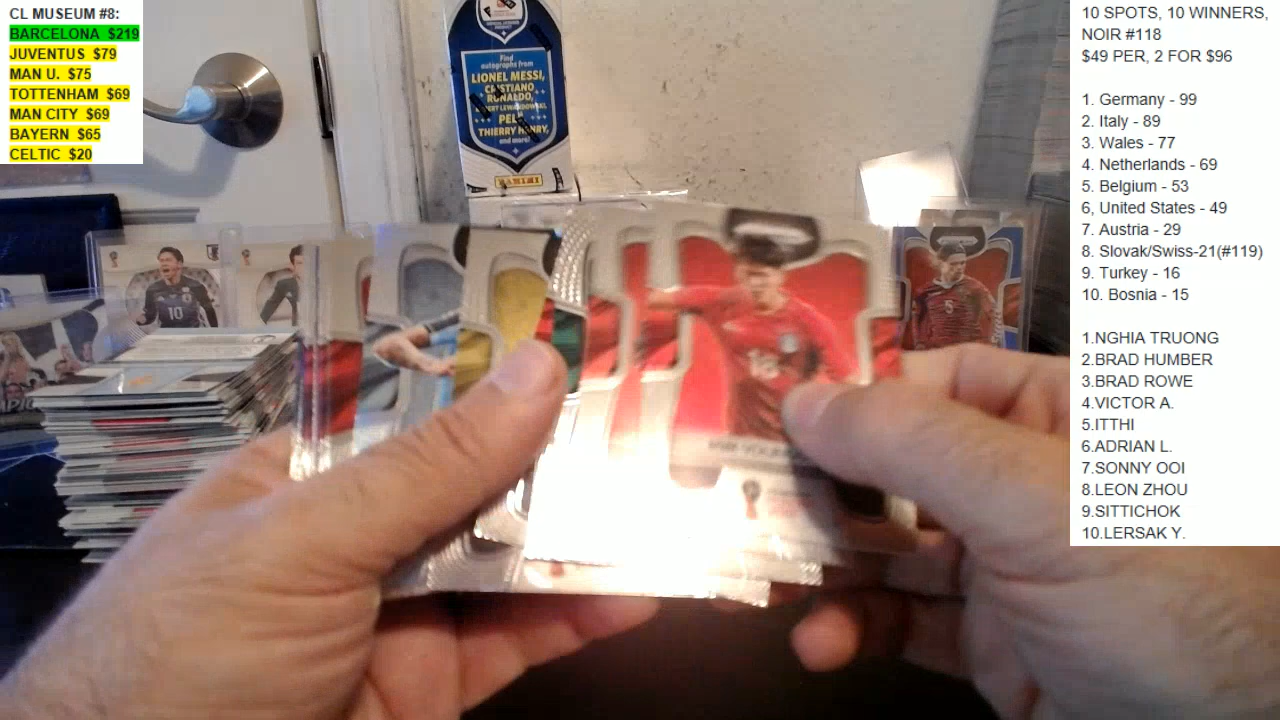 CL MUSEUM #8:
BARCELONA $219
JUVENTUS $79
MAN U. $75
TOTTENHAM $69
MAN CITY $69
BAYERN $65
CELTIC $20
Find
autographs from
LIONEL MESSI,
CRISTIANO
RONALDO,
LEWANDOWSKI,
PELÉ
THIERRY HENRY,
and more!
PANINI
10
5
18
10 SPOTS, 10 WINNERS,
NOIR #118
$49 PER, 2 FOR $96
1. Germany - 99
2. Italy - 89
3. Wales - 77
4. Netherlands - 69
5. Belgium - 53
6, United States - 49
7. Austria - 29
8. Slovak/Swiss-21(#119)
9. Turkey - 16
10. Bosnia - 15
1.NGHIA TRUONG
2.BRAD HUMBER
3.BRAD ROWE
4.VICTOR A.
5.ITTHI
6.ADRIAN L.
7.SONNY OOI
8.LEON ZHOU
9.SITTICHOK
10.LERSAK Y.